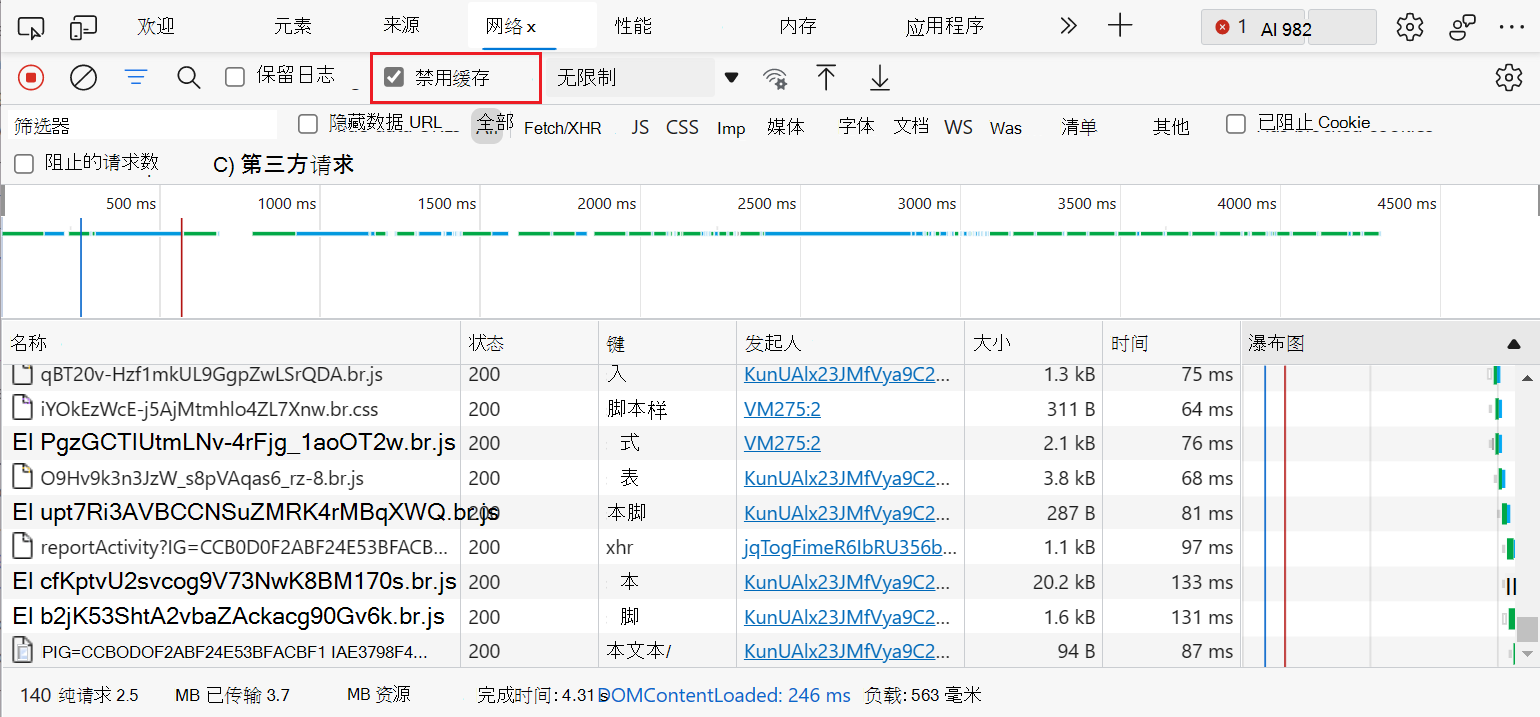 欢迎 元素 来源 网络 x 性能 内存 应用程序 1 AI 982
保留日志 禁用缓存 无限制
筛选器 隐藏数据 URL 全部 Fetch/XHR JS CSS Imp 媒体 字体 文档 WS Was 清单 其他 已阻止 Cookie
阻止的请求数 C) 第三方请求
500 ms 1000 ms 1500 ms 2000 ms 2500 ms 3000 ms 3500 ms 4000 ms 4500 ms
名称 状态 键 发起人 大小 时间 瀑布图
qBT20v-Hzf1mkUL9GgpZwLSrQDA.br.js 200 入 KunUAlx23JMfVya9C2... 1.3 kB 75 ms
iYOkEzWcE-j5AjMtmhlo4ZL7Xnw.br.css 200 脚本样 VM275:2 311 B 64 ms
El PgzGCTlUtmLNv-4rFjg_1aoOT2w.br.js 200 式 VM275:2 2.1 kB 76 ms
O9Hv9k3n3JzW_s8pVAqas6_rz-8.br.js 200 表 KunUAlx23JMfVya9C2... 3.8 kB 68 ms
El upt7Ri3AVBCCNSuZMRK4rMBqXWQ.br.js 200 本脚 KunUAlx23JMfVya9C2... 287 B 81 ms
reportActivity?IG=CCB0D0F2ABF24E53BFACB... 200 xhr jqTogFimeR6IbRU356b... 1.1 kB 97 ms
El cfKptvU2svcog9V73NwK8BM170s.br.js 200 本 KunUAlx23JMfVya9C2... 20.2 kB 133 ms
El b2jK53ShtA2vbaZAckacg90Gv6k.br.js 200 脚 KunUAlx23JMfVya9C2... 1.6 kB 131 ms
PIG=CCBODOF2ABF24E53BFACBF1 IAE3798F4... 200 本文本/ KunUAlx23JMfVya9C2... 94 B 87 ms
140 纯请求 2.5 MB 已传输 3.7 MB 资源 完成时间: 4.31 s DOMContentLoaded: 246 ms 负载: 563 毫米